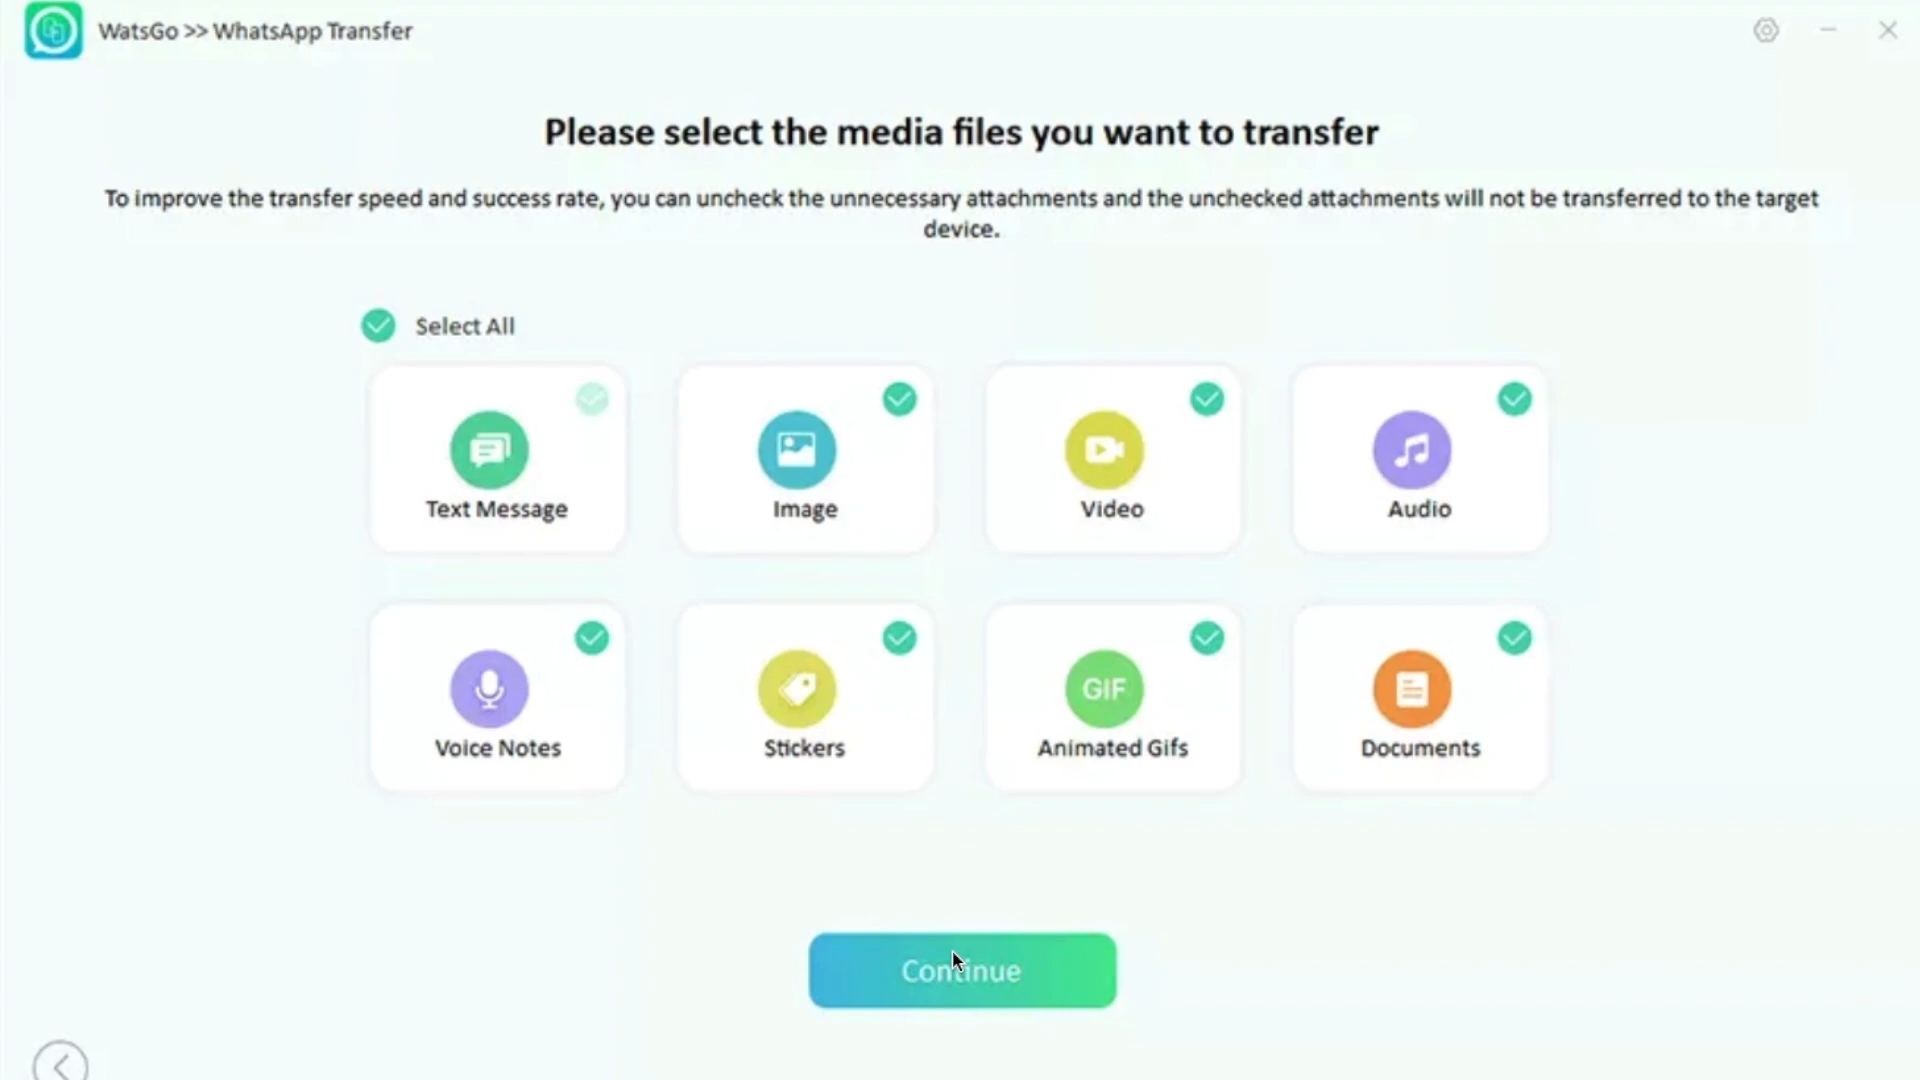 WatsGo >> WhatsApp Transfer
Please select the media files you want to transfer
To improve the transfer speed and success rate, you can uncheck the unnecessary attachments and the unchecked attachments will not be transferred to the target
device.
Select All
Text Message
Image
Video
Audio
Voice Notes
Stickers
GIF
Animated Gifs
Documents
Continue